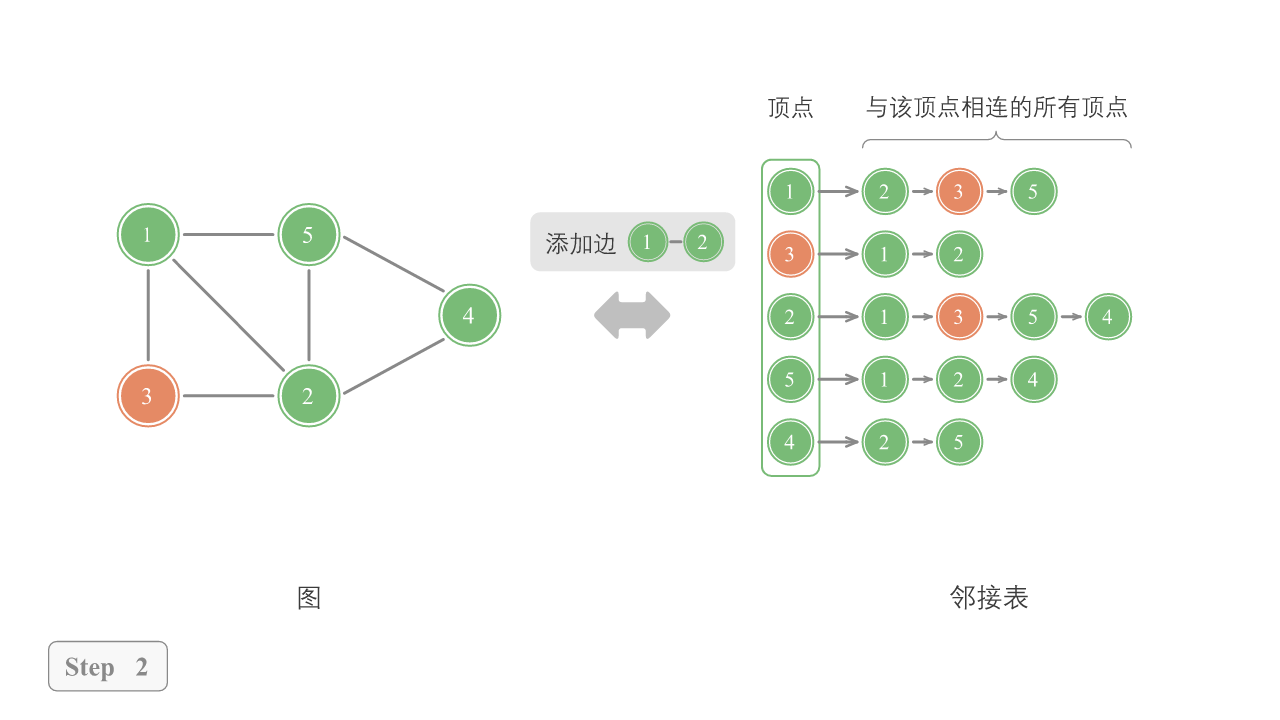 顶点 与该顶点相连的所有顶点
1 5
4
3 2
添加边 1 2
1 2 3 5
3 1 2
2 1 3 5 4
5 1 2 4
4 2 5
图 邻接表
Step 2